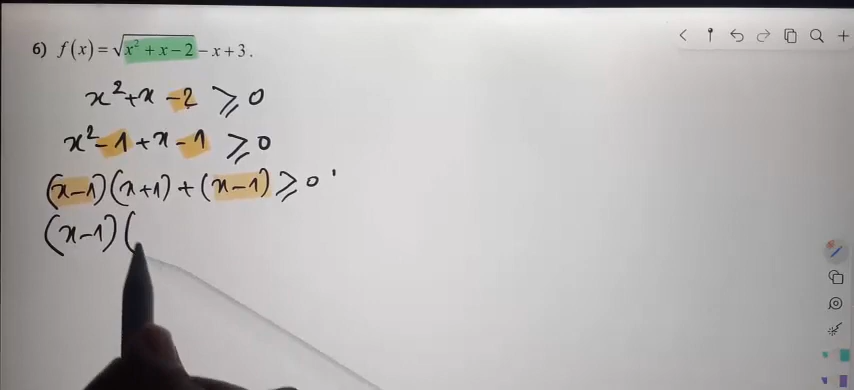 6) f(x) = √(x² + x − 2) − x + 3.
x² + x − 2 ⩾ 0
x² − 1 + x − 1 ⩾ 0
(x − 1)(x + 1) + (x − 1) ⩾ 0
(x − 1)(